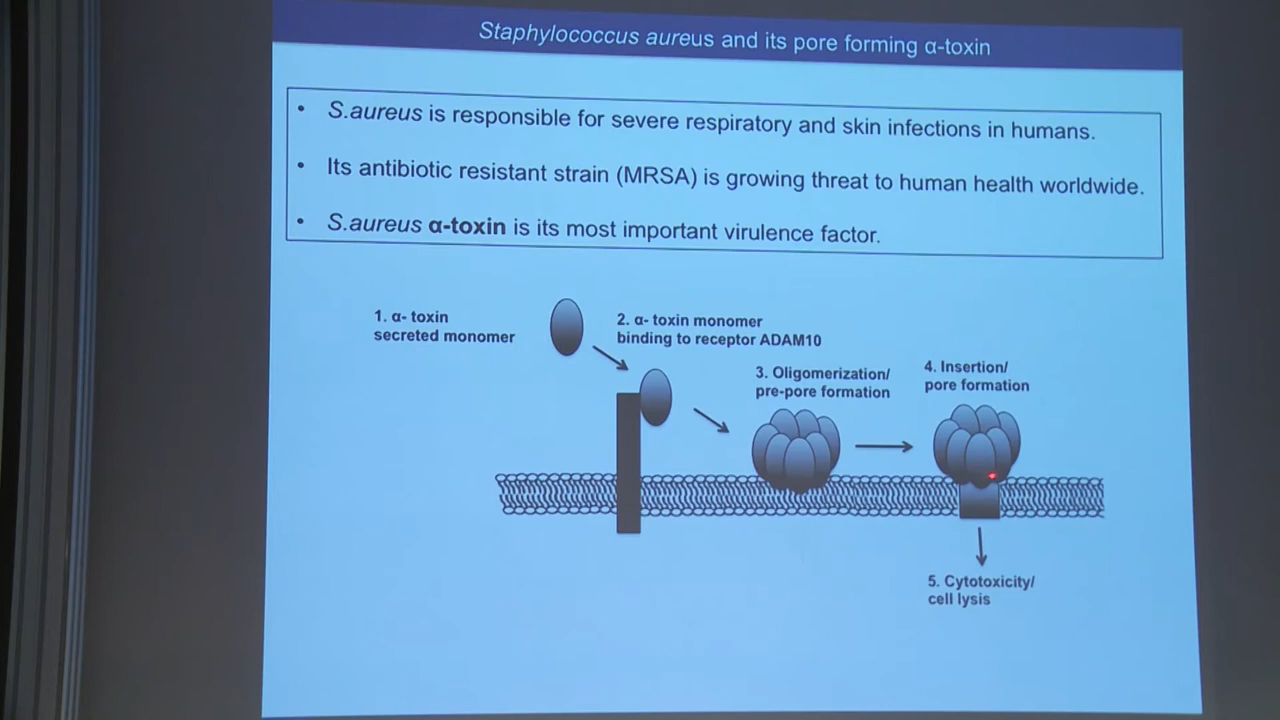 Staphylococcus aureus and its pore forming α-toxin
• S.aureus is responsible for severe respiratory and skin infections in humans.
• Its antibiotic resistant strain (MRSA) is growing threat to human health worldwide.
• S.aureus α-toxin is its most important virulence factor.
1. α- toxin
secreted monomer
2. α- toxin monomer
binding to receptor ADAM10
3. Oligomerization/
pre-pore formation
4. Insertion/
pore formation
5. Cytotoxicity/
cell lysis